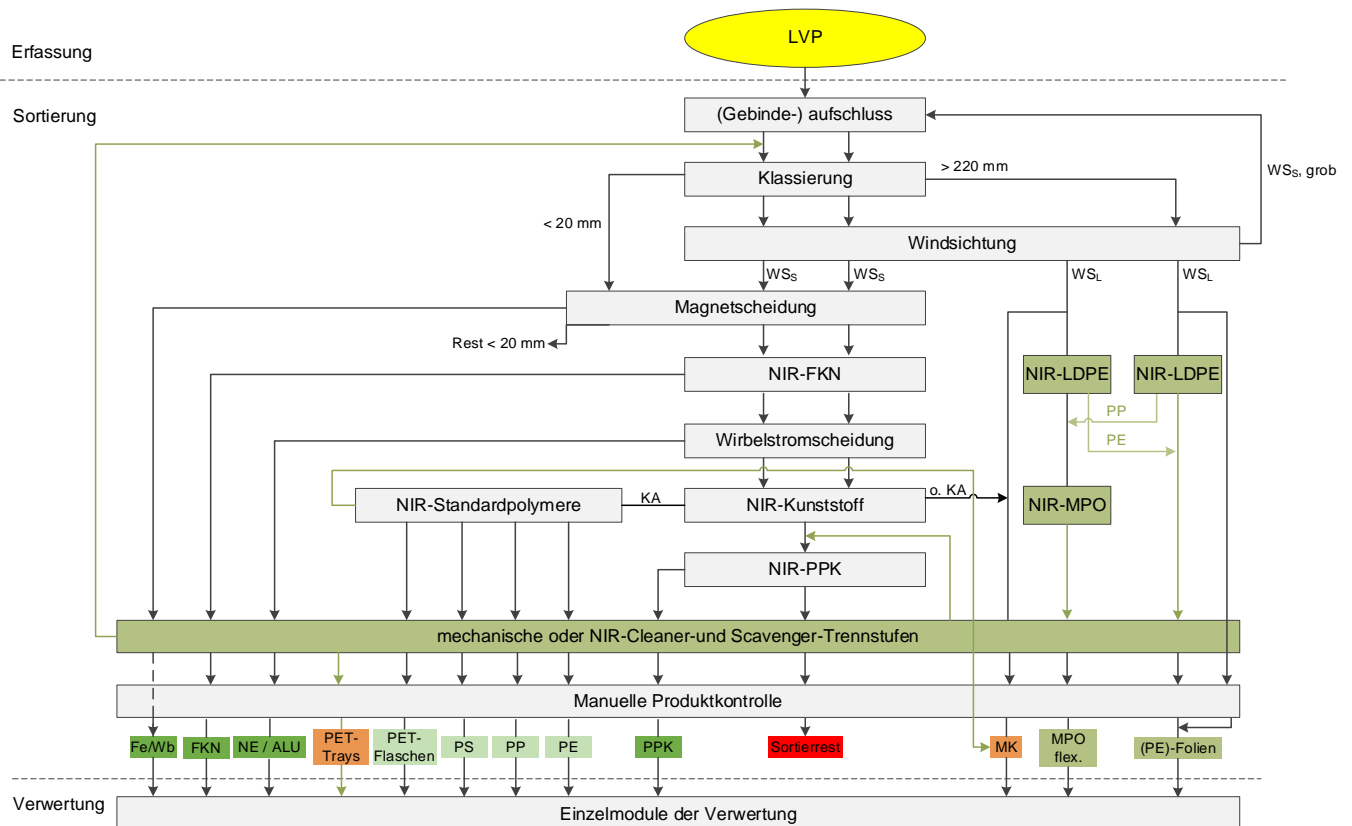 LVP
Erfassung
Sortierung
(Gebinde-) aufschluss
Klassierung
> 220 mm
WSS, grob
< 20 mm
Windsichtung
WSS
WSS
WSL
WSL
Magnetscheidung
Rest < 20 mm
NIR-FKN
NIR-LDPE
NIR-LDPE
PP
PE
Wirbelstromscheidung
NIR-Standardpolymere
KA
NIR-Kunststoff
o. KA
NIR-MPO
NIR-PPK
mechanische oder NIR-Cleaner-und Scavenger-Trennstufen
Manuelle Produktkontrolle
Fe/Wb
FKN
NE / ALU
PET-
Trays
PET-
Flaschen
PS
PP
PE
PPK
Sortierrest
MK
MPO
flex.
(PE)-Folien
Verwertung
Einzelmodule der Verwertung